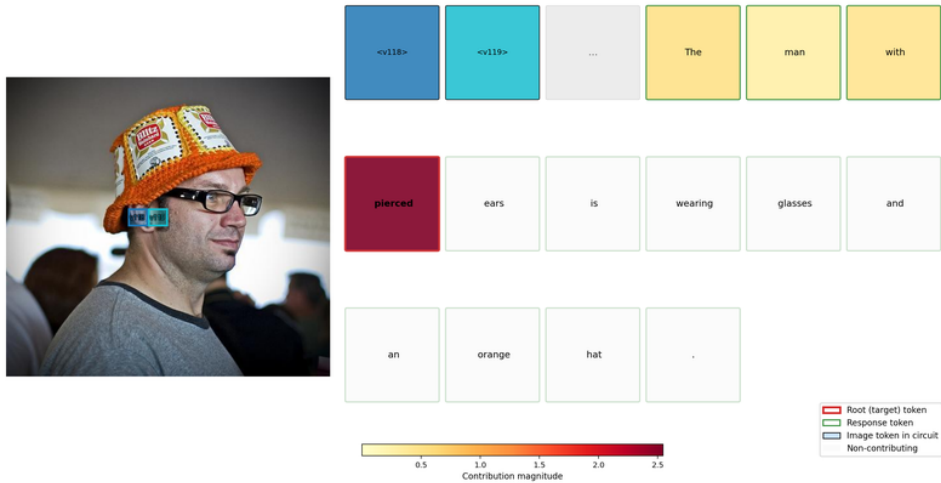 <v118> <v119> ... The man with
Blitz
pierced ears is wearing glasses and
an orange hat .
Root (target) token
Response token
Image token in circuit
Non-contributing
0.5 1.0 1.5 2.0 2.5
Contribution magnitude